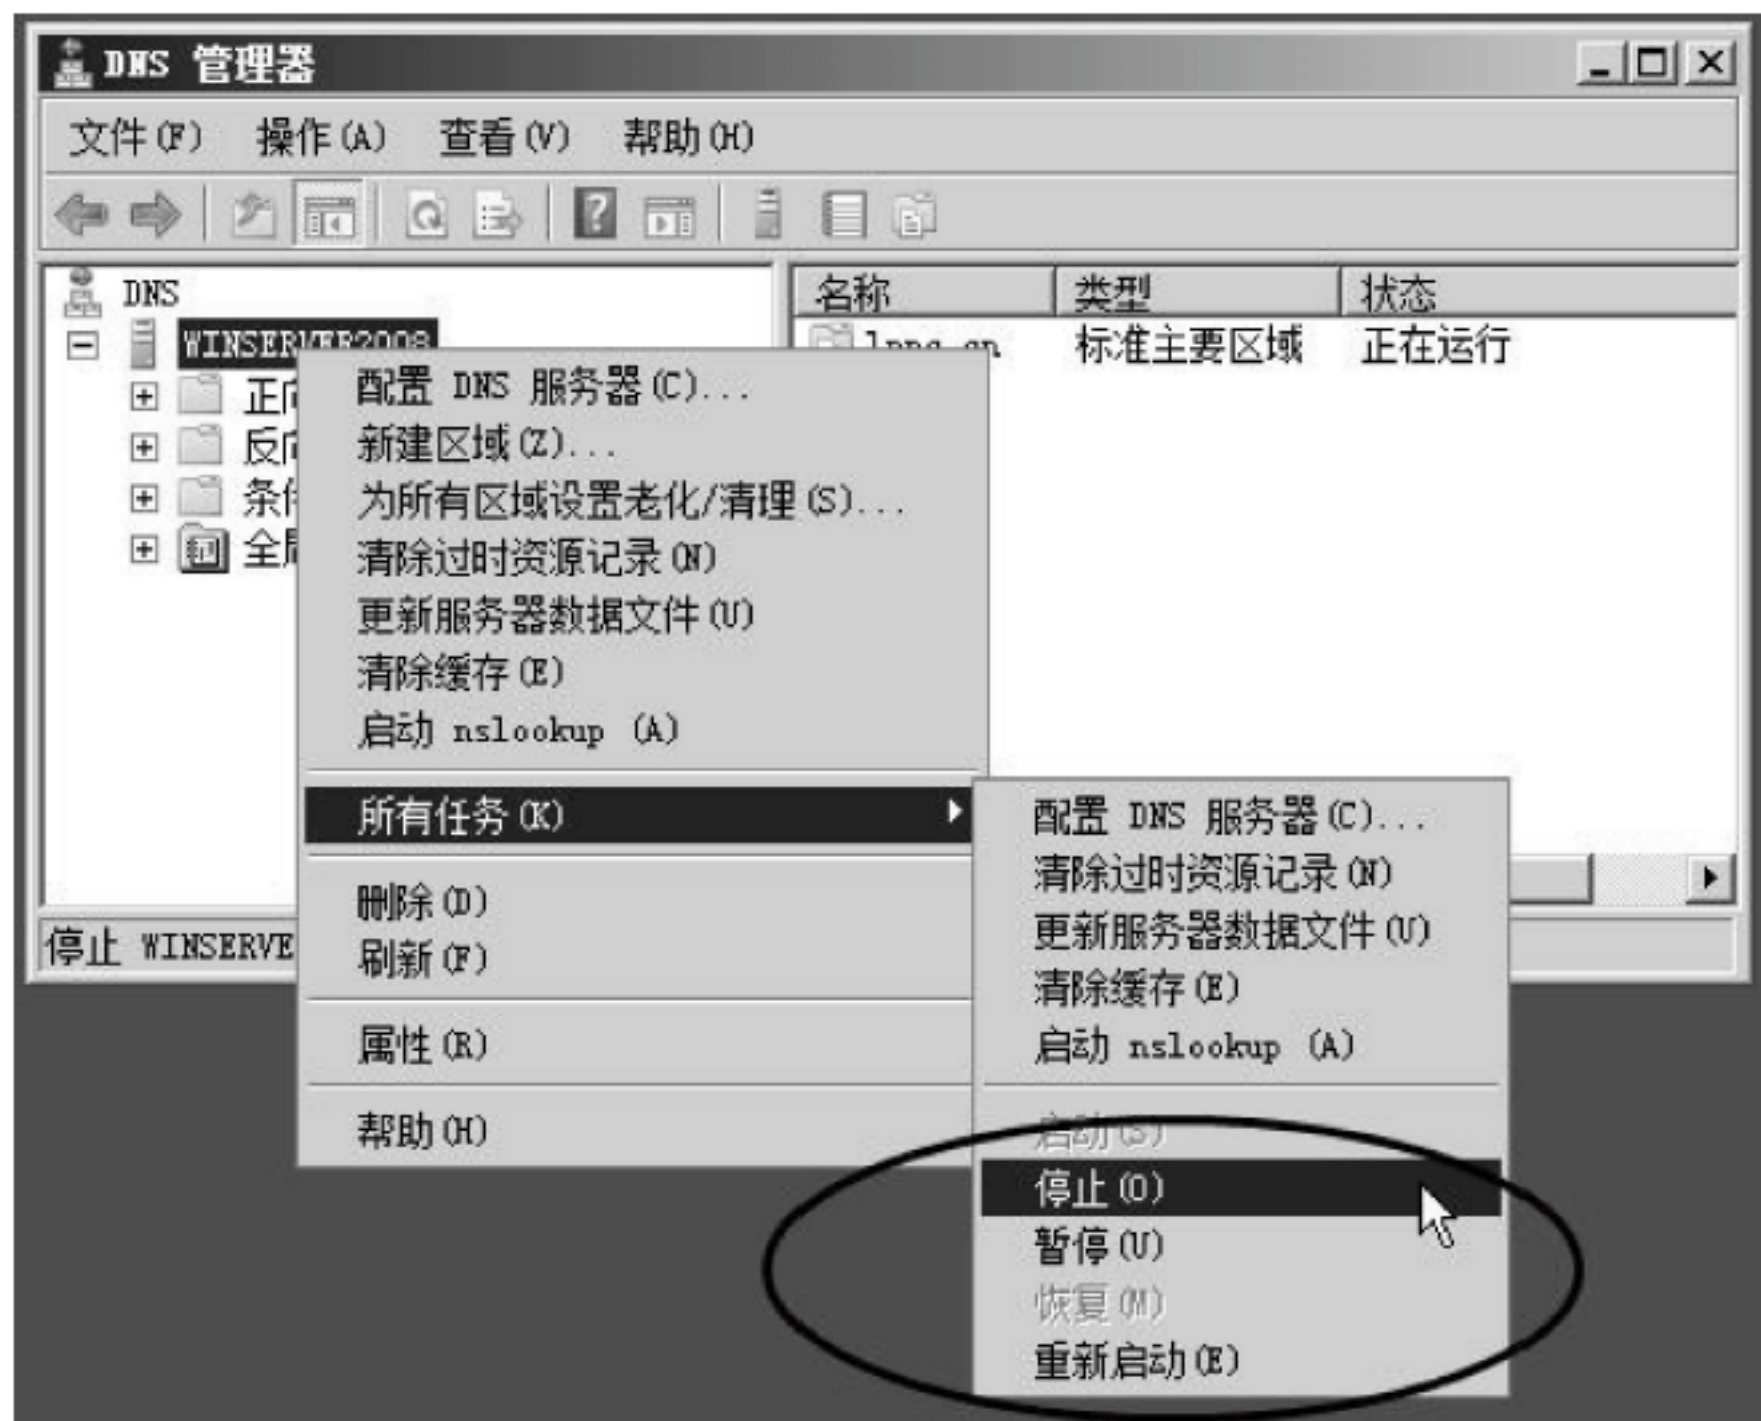 DNS 管理器
文件(F) 操作(A) 查看(V) 帮助(H)
DNS
WINSERVER2008
正向
反向
条件
全局
名称 类型 状态
标准主要区域 正在运行
配置 DNS 服务器(C)...
新建区域(Z)...
为所有区域设置老化/清理(S)...
清除过时资源记录(N)
更新服务器数据文件(U)
清除缓存(E)
启动 nslookup (A)
所有任务(K)
删除(D)
刷新(F)
属性(R)
帮助(H)
配置 DNS 服务器(C)...
清除过时资源记录(N)
更新服务器数据文件(U)
清除缓存(E)
启动 nslookup (A)
启动(S)
停止(O)
暂停(U)
恢复(M)
重新启动(E)
停止 WINSERVE